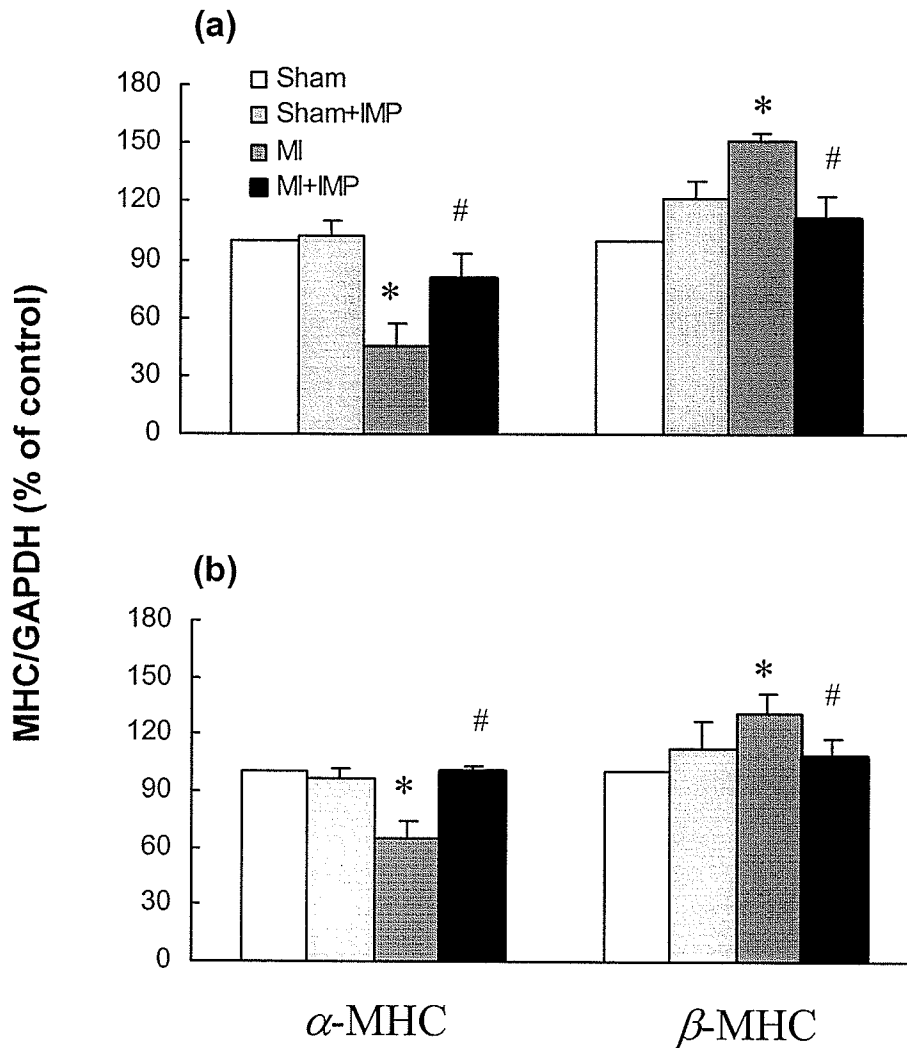 (a)
180
150
120
90
60
30
0
Sham
Sham+IMP
MI
MI+IMP
*
#
*
#
MHC/GAPDH (% of control)
(b)
180
150
120
90
60
30
0
*
#
*
#
α-MHC
β-MHC